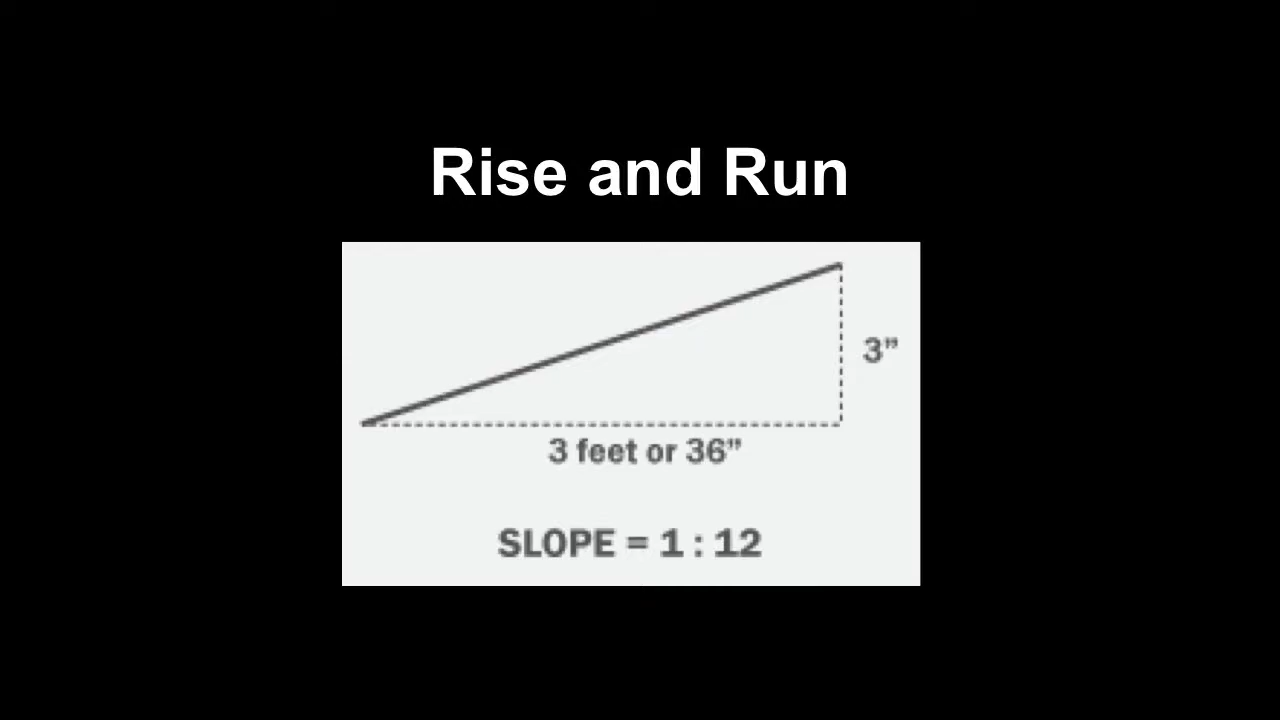 Rise and Run
3”
3 feet or 36”
SLOPE = 1 : 12